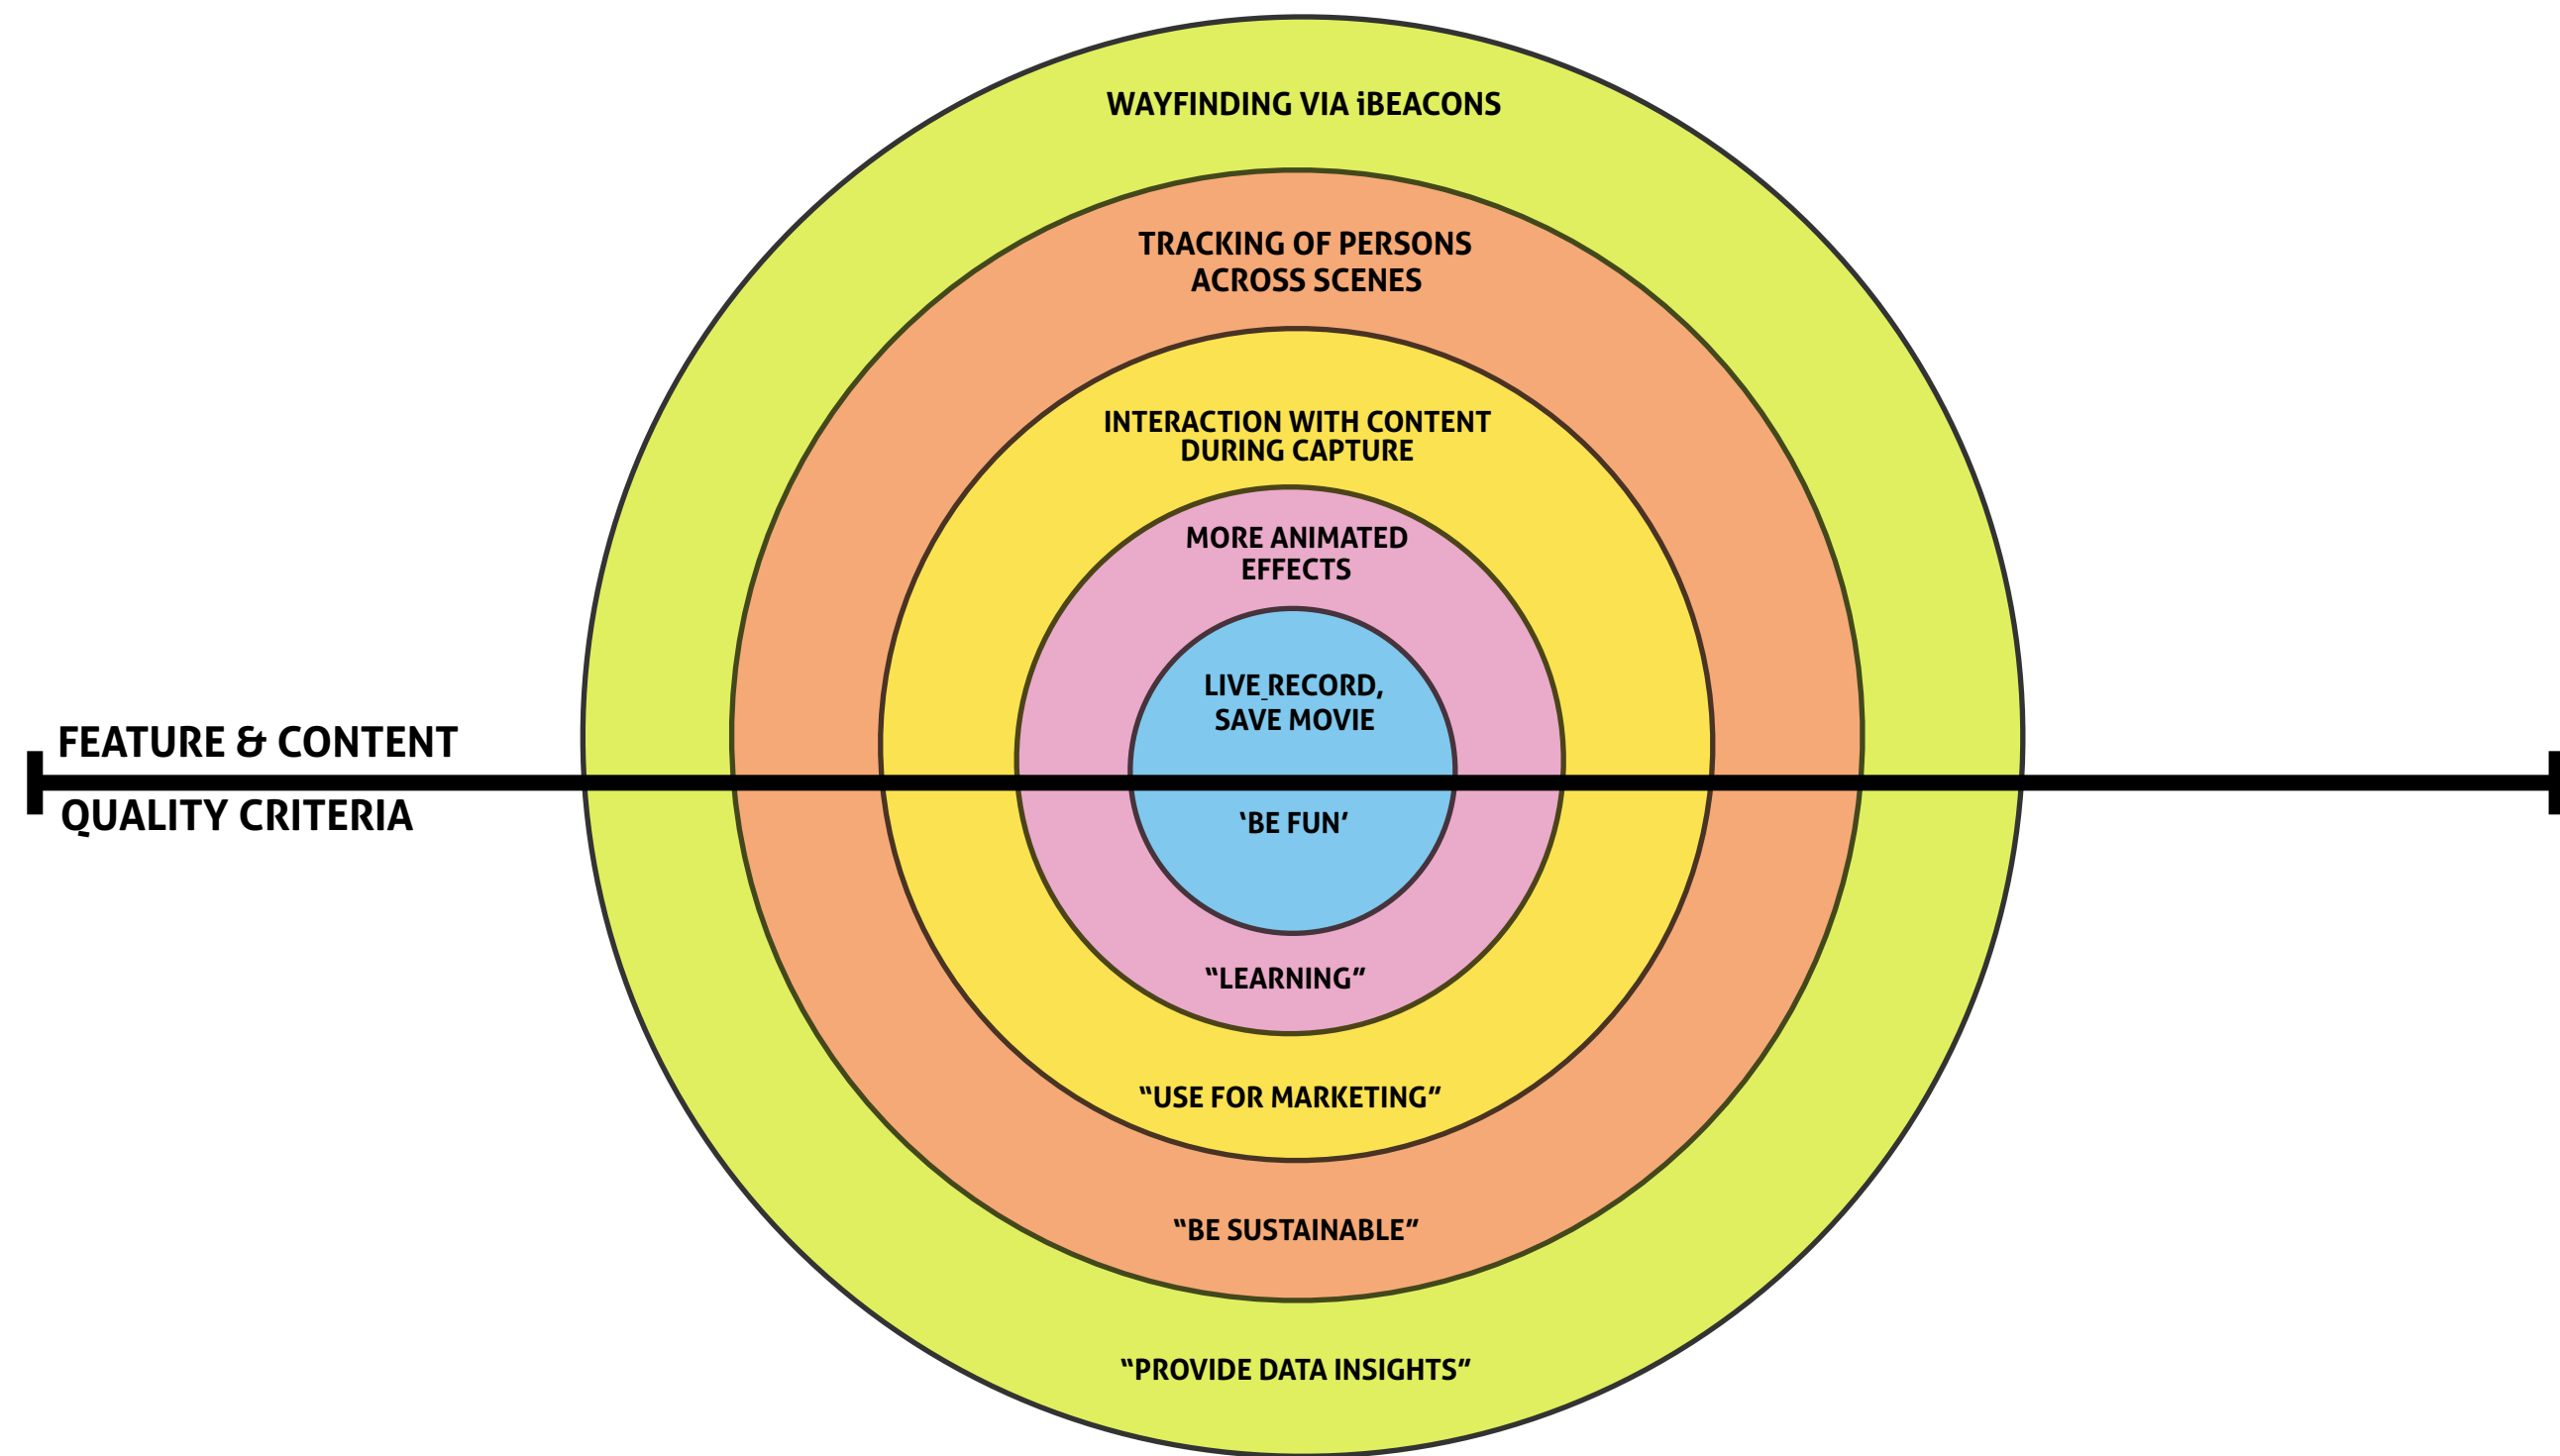 WAYFINDING VIA iBEACONS
TRACKING OF PERSONS
ACROSS SCENES
INTERACTION WITH CONTENT
DURING CAPTURE
MORE ANIMATED
EFFECTS
LIVE RECORD,
SAVE MOVIE
FEATURE & CONTENT
QUALITY CRITERIA
‘BE FUN’
“LEARNING”
“USE FOR MARKETING”
“BE SUSTAINABLE”
“PROVIDE DATA INSIGHTS”